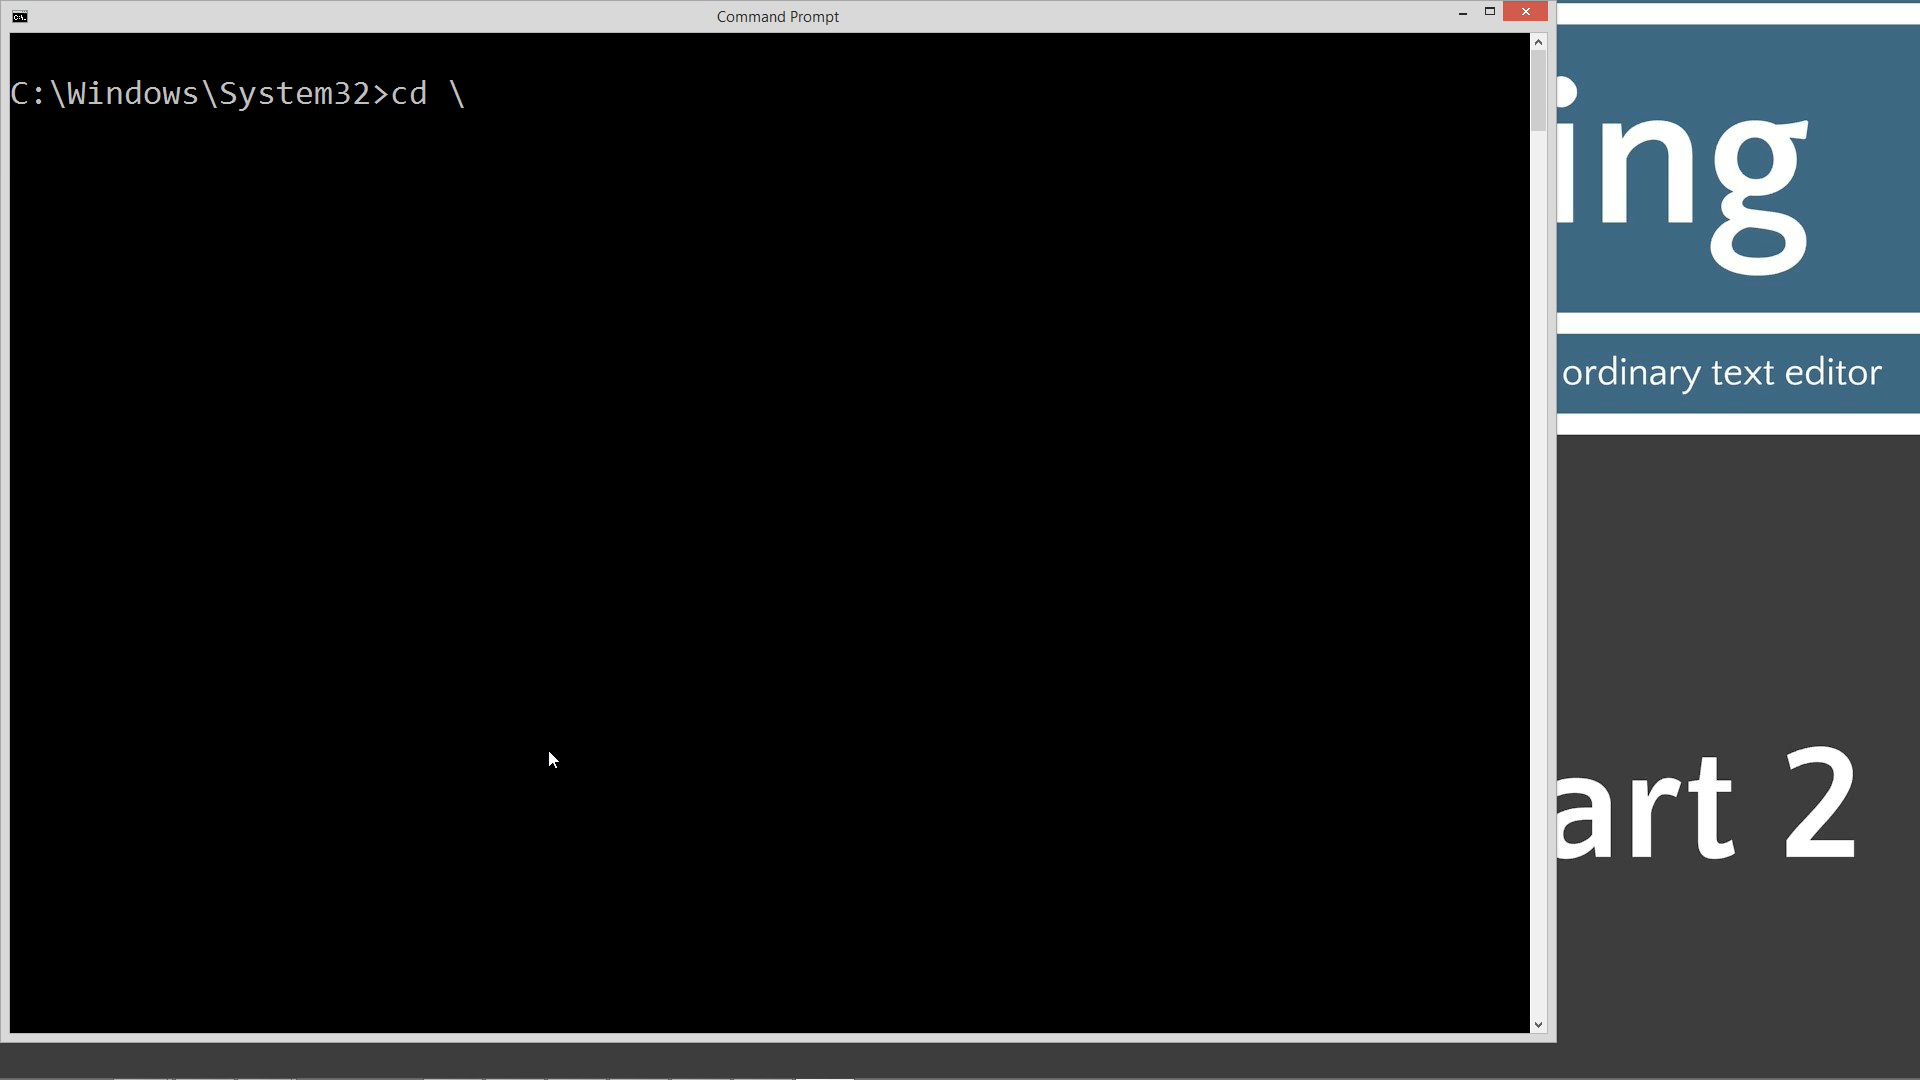 Command Prompt
C:\Windows\System32>cd \
ing
ordinary text editor
art 2